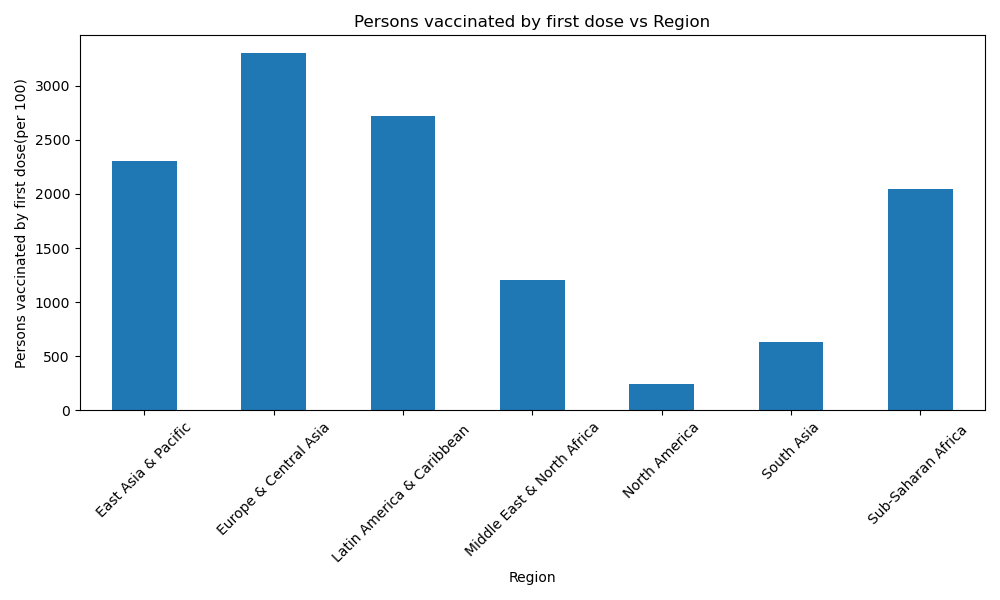 Persons vaccinated by first dose vs Region
Persons vaccinated by first dose(per 100)
3000
2500
2000
1500
1000
500
0
East Asia & Pacific
Europe & Central Asia
Latin America & Caribbean
Middle East & North Africa
North America
South Asia
Sub-Saharan Africa
Region